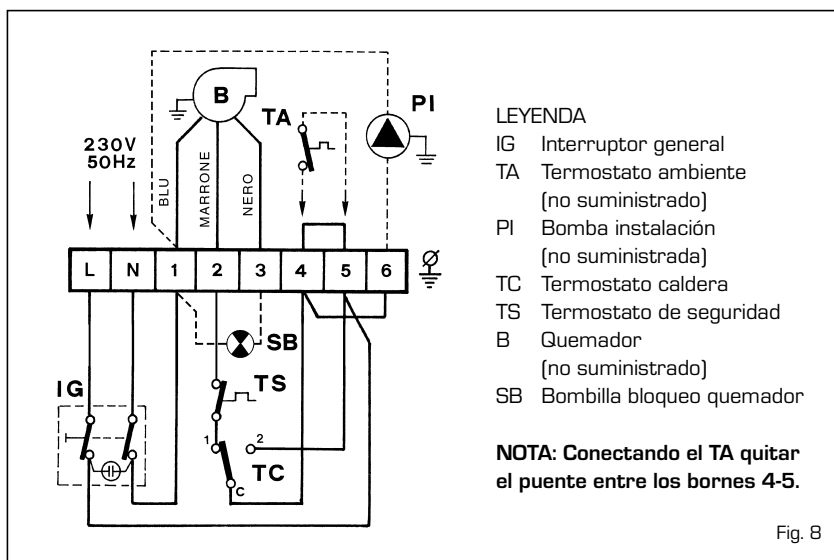 B
PI
TA
230V
50Hz
BLU
MARRONE
NERO
L N 1 2 3 4 5 6
SB
TS
IG
1
2
TC
C
LEYENDA
IG Interruptor general
TA Termostato ambiente
(no suministrado)
PI Bomba instalación
(no suministrada)
TC Termostato caldera
TS Termostato de seguridad
B Quemador
(no suministrado)
SB Bombilla bloqueo quemador
NOTA: Conectando el TA quitar
el puente entre los bornes 4-5.
Fig. 8